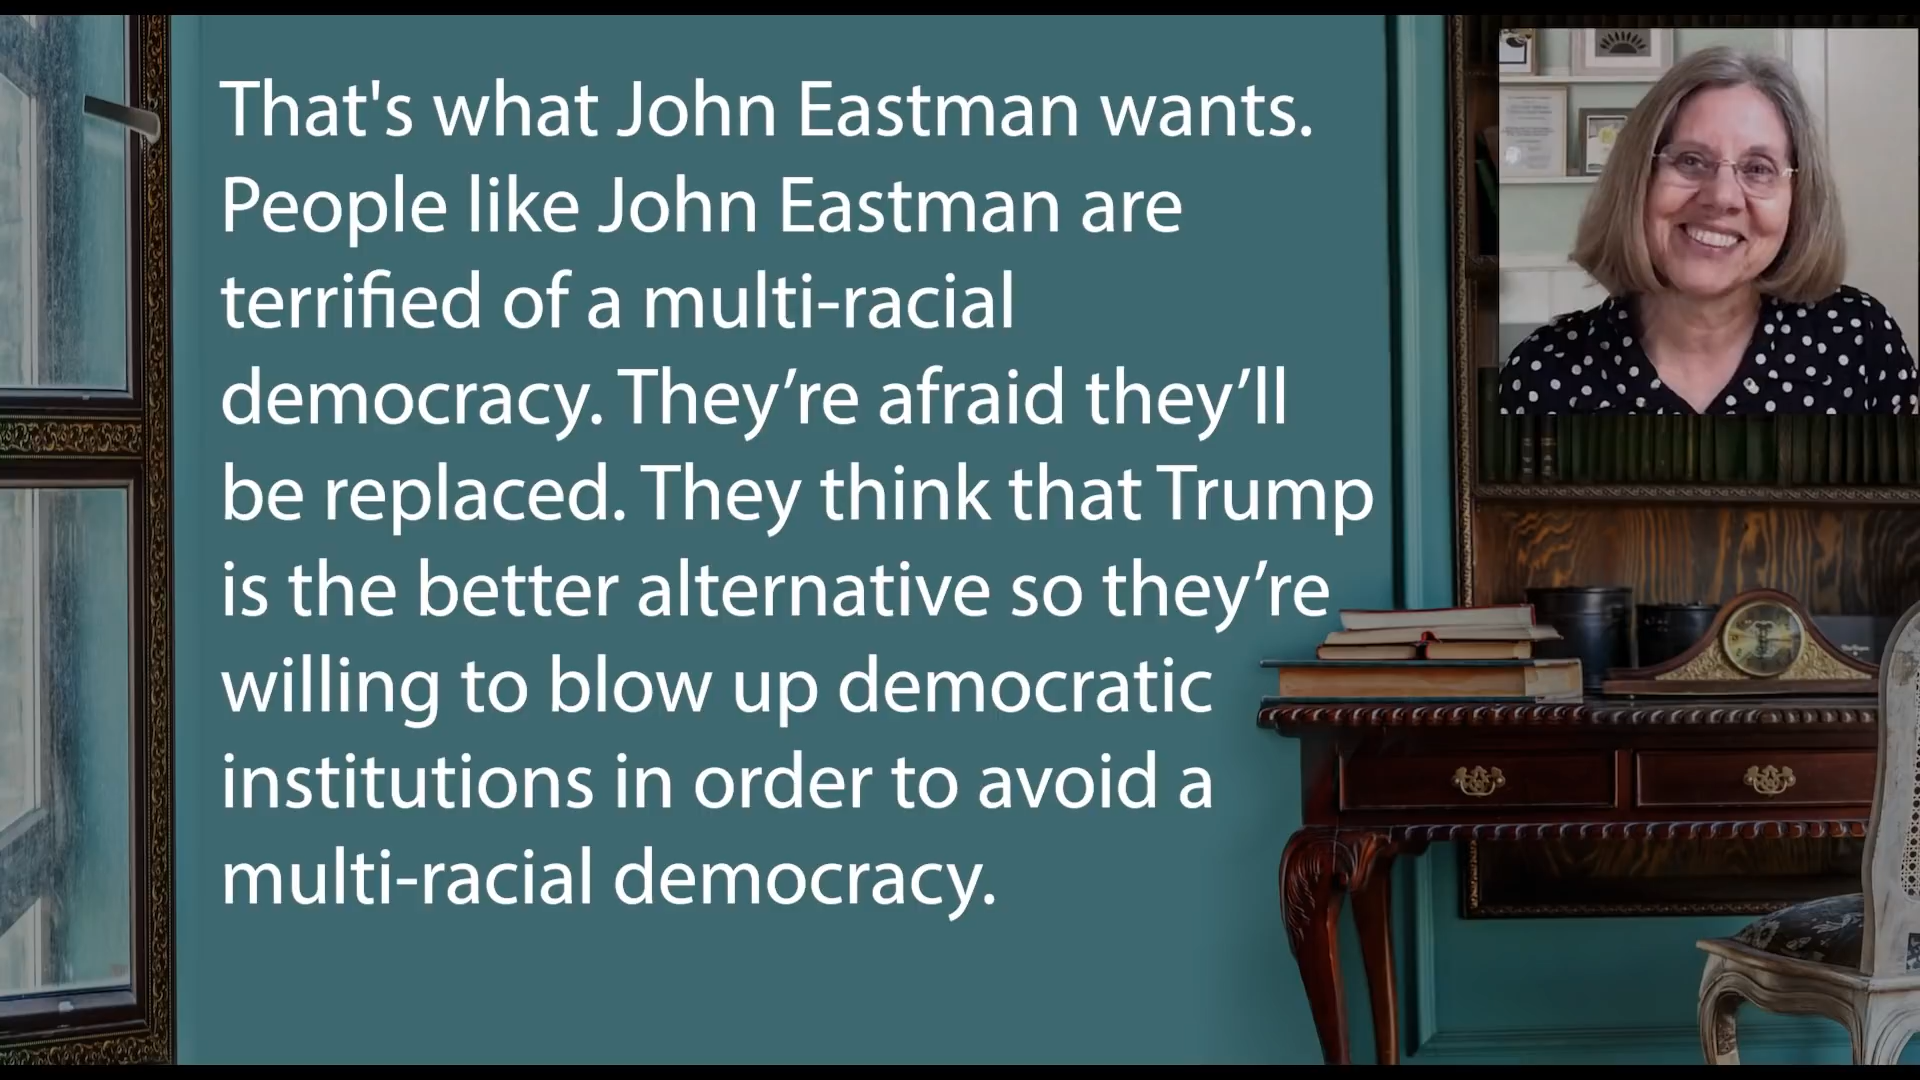 That's what John Eastman wants.
People like John Eastman are
terrified of a multi-racial
democracy. They’re afraid they’ll
be replaced. They think that Trump
is the better alternative so they’re
willing to blow up democratic
institutions in order to avoid a
multi-racial democracy.